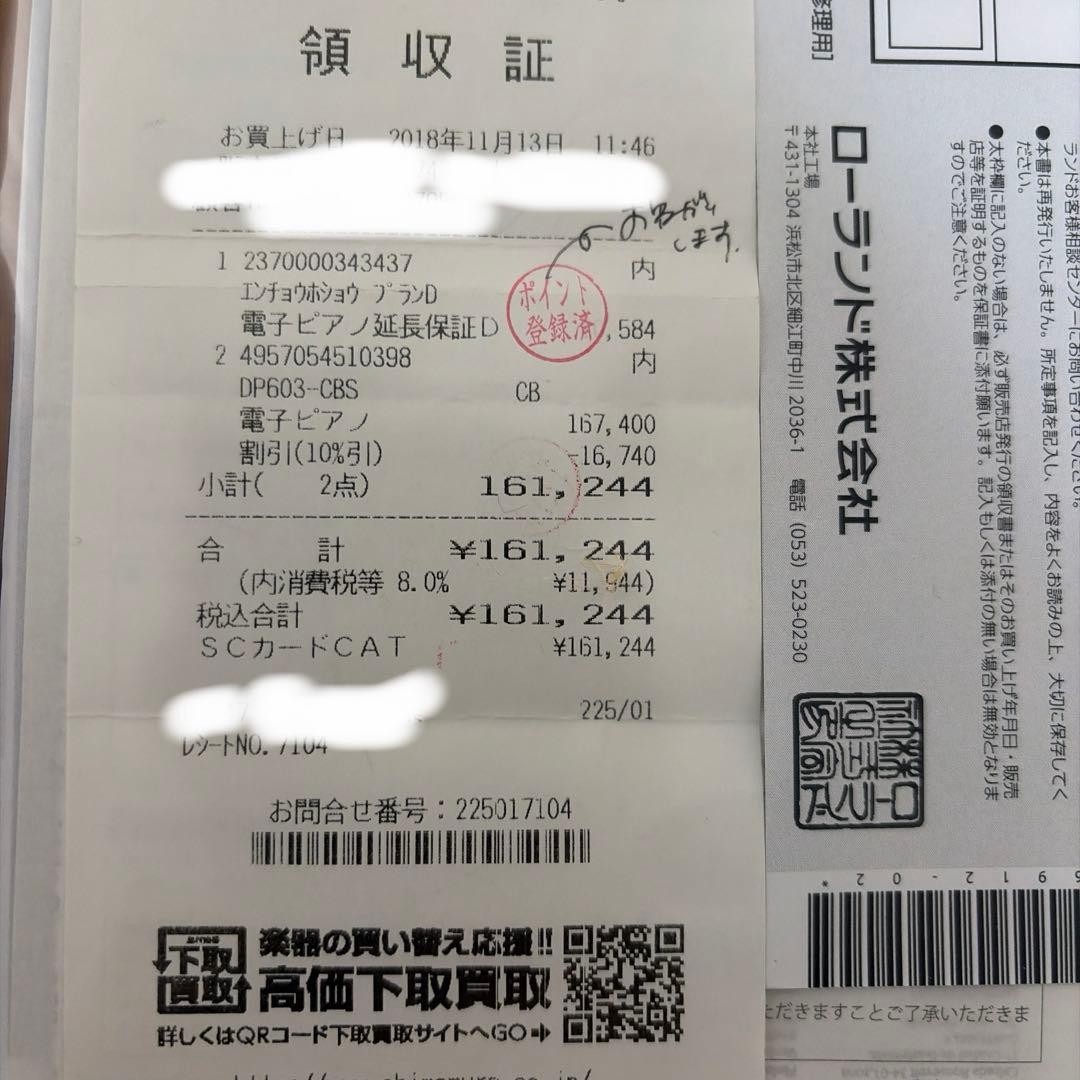 領収証
お買上げ日 2018年11月13日 11:46
お名がえ
します。
1 2370000343437 内
エンチョウホショウ プランD
電子ピアノ延長保証D ,584
ポイント
登録済
2 4957054510398 内
DP603-CBS CB
電子ピアノ 167,400
割引(10%引) -16,740
小計( 2点) 161,244
合 計 ¥161,244
(内消費税等 8.0% ¥11,944)
税込合計 ¥161,244
SCカードCAT ¥161,244
225/01
レシートNO. 7104
お問合せ番号:225017104
下取
買取
楽器の買い替え応援!!
高価下取買取
詳しくはQRコード下取買取サイトへGO
修理用]
ローランド株式会社
本社工場
〒431-1304 浜松市北区細江町中川 2036-1 電話 (053) 523-0230
ランドお客様相談センターにお問い合わせください。
●本書は再発行いたしません。所定事項を記入し、内容をよくお読みの上、大切に保存してく
ださい。
●太枠欄に記入のない場合は、必ず販売店発行の領収書またはそのお買い上げ年月日・販売
店等を証明するものを保証書に添付願います。記入もしくは添付の無い場合は無効となりま
すのでご注意ください。
6912-02*
ただきますことご了承いただきま